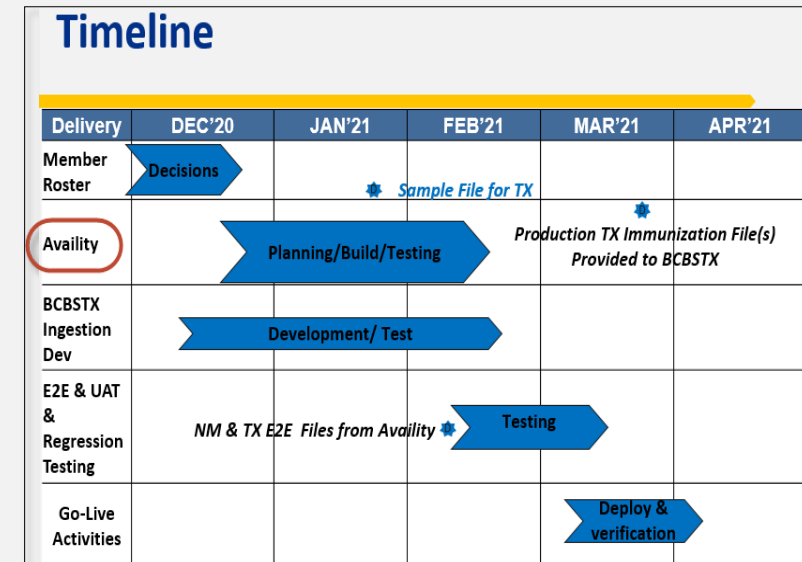 Timeline
Delivery DEC'20 JAN'21 FEB'21 MAR'21 APR'21
Member
Roster
Decisions
Sample File for TX
Availity
Planning/Build/Testing
Production TX Immunization File(s)
Provided to BCBSTX
BCBSTX
Ingestion
Dev
Development/ Test
E2E & UAT
&
Regression
Testing
NM & TX E2E Files from Availity
Testing
Go-Live
Activities
Deploy &
verification